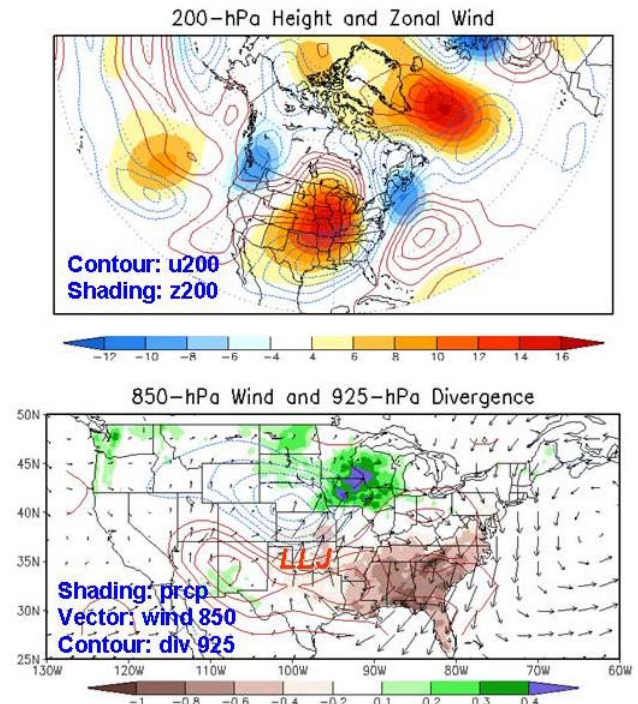 200-hPa Height and Zonal Wind
Contour: u200
Shading: z200
-12 -10 -8 -6 -4 4 6 8 10 12 14 16
850-hPa Wind and 925-hPa Divergence
50N
45N
40N
35N
30N
25N
LLJ
Shading: prcp
Vector: wind 850
Contour: div 925
130W 120W 110W 100W 90W 80W 70W 60W
-1 -0.8 -0.6 -0.4 -0.2 0.1 0.2 0.3 0.4